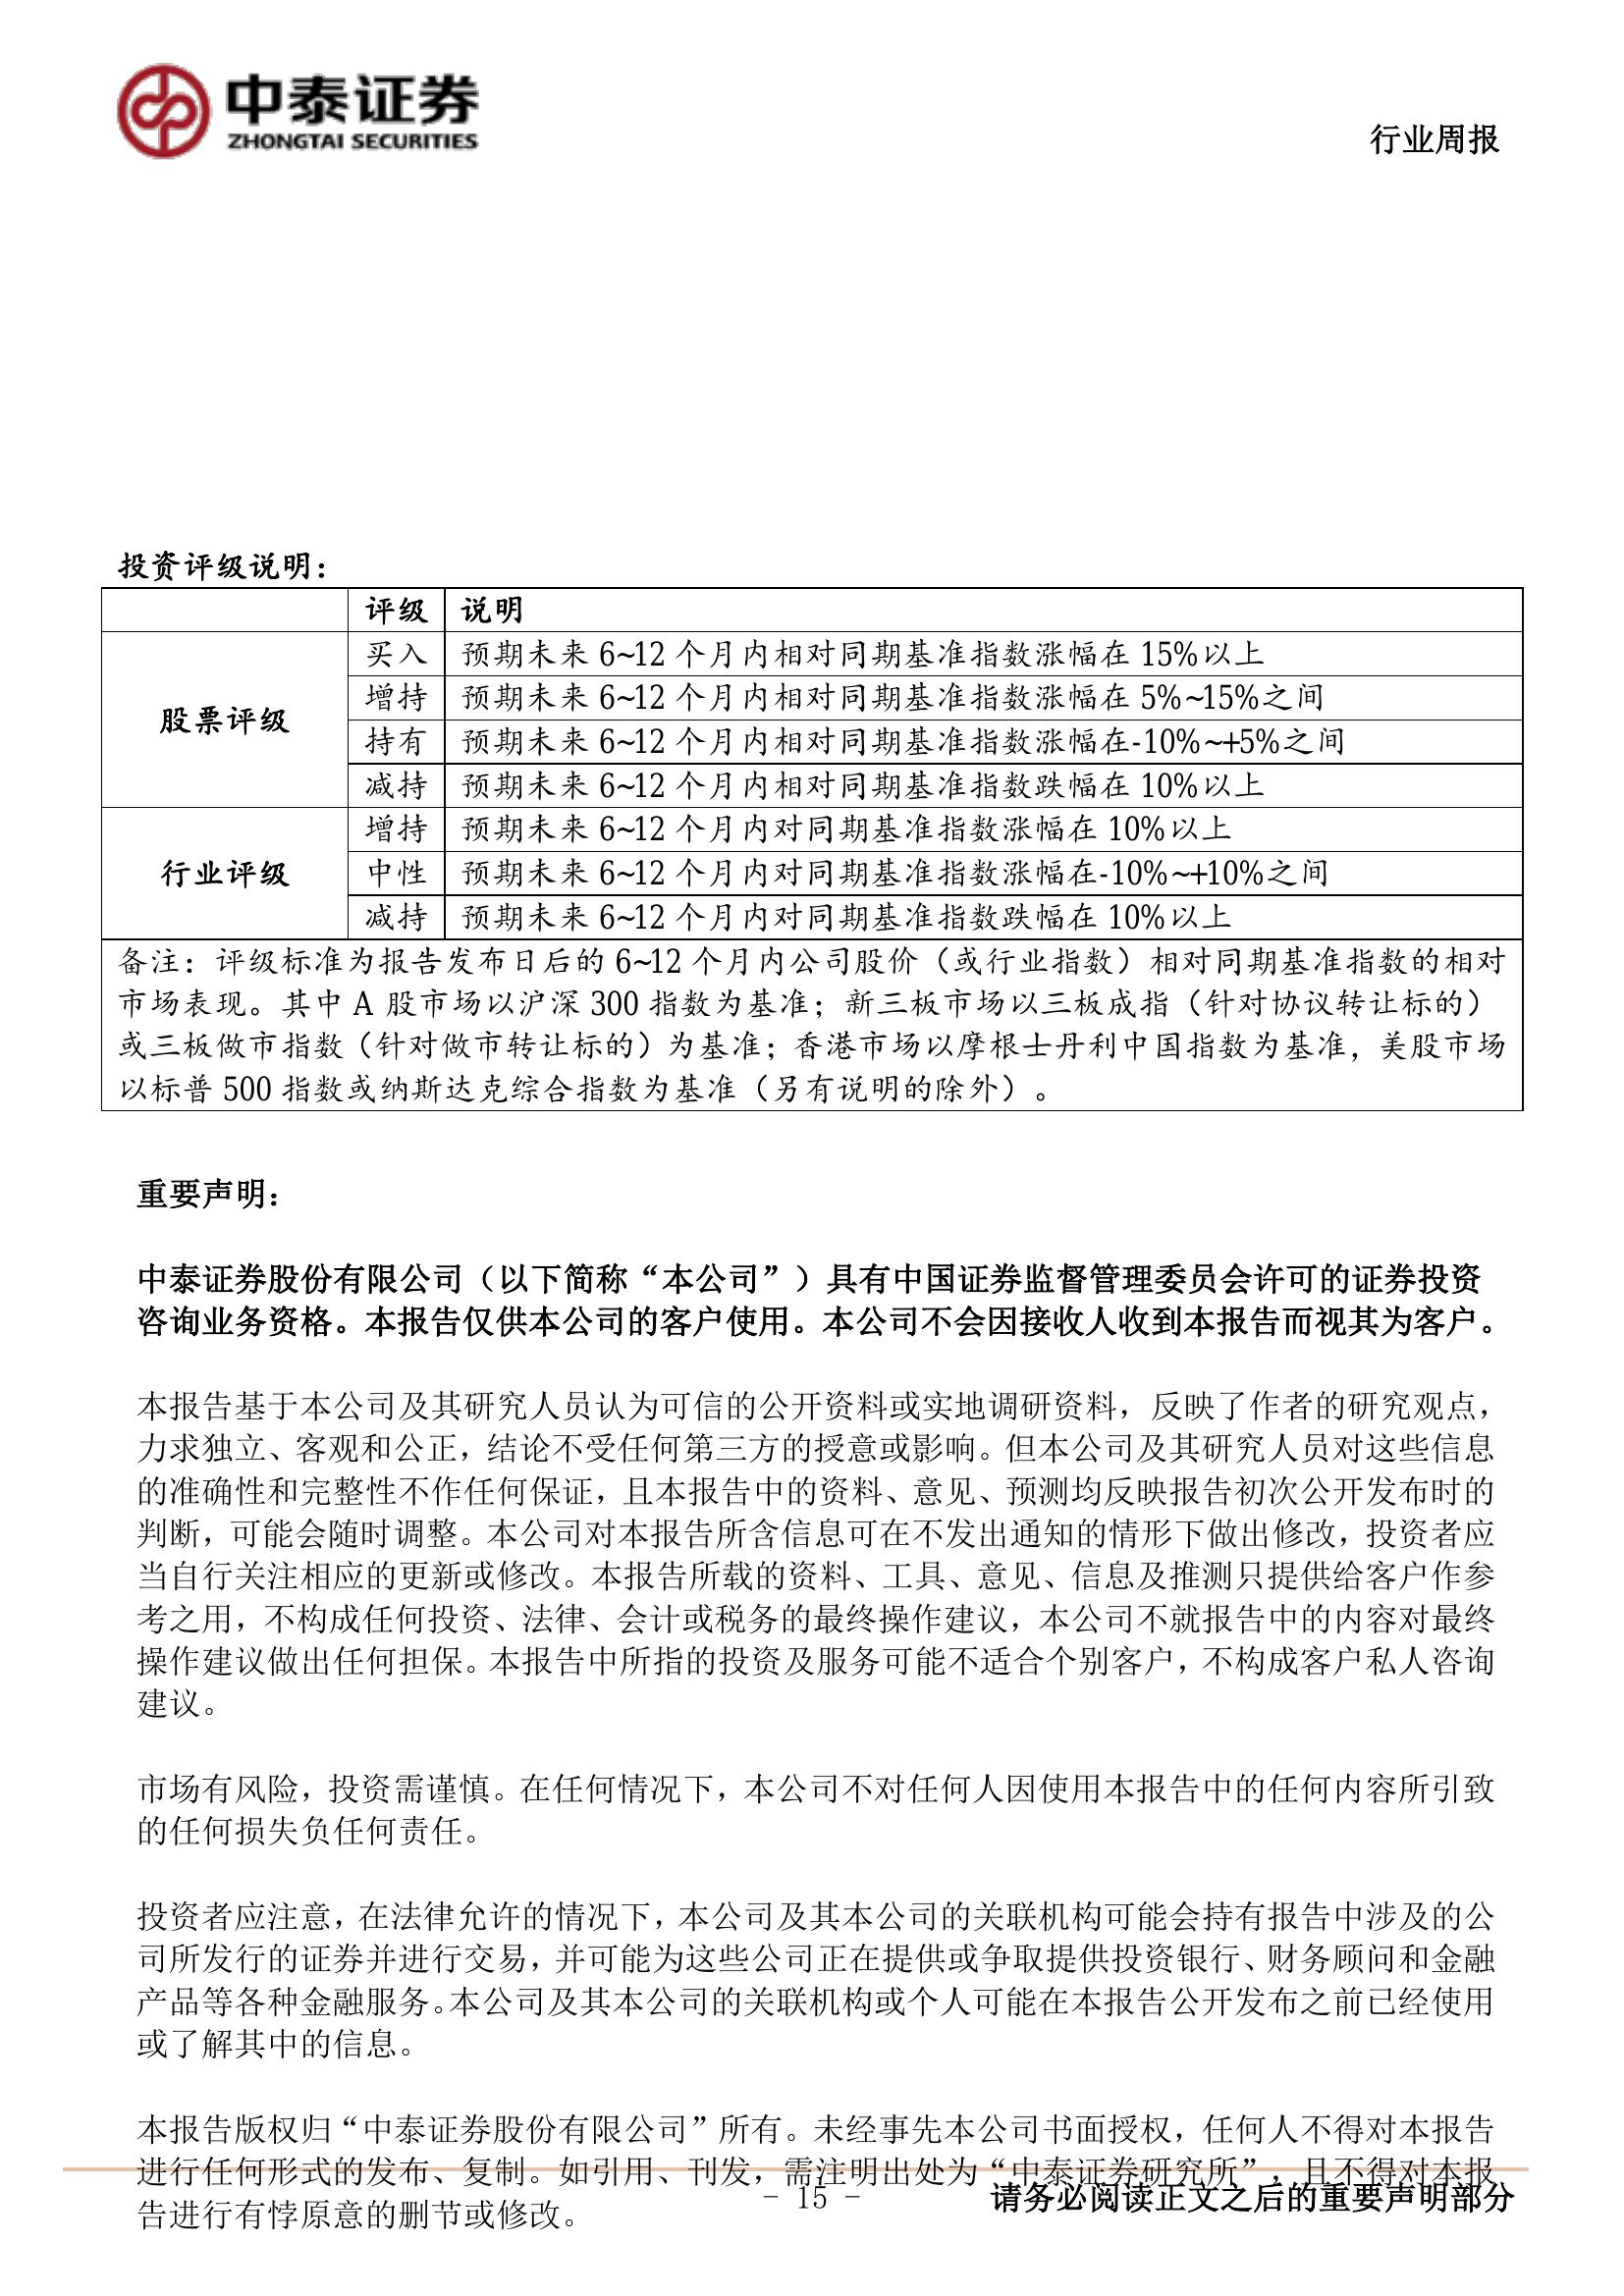 中泰证券
ZHONGTAI SECURITIES
行业周报
投资评级说明：
评级 说明
股票评级
买入 预期未来 6~12 个月内相对同期基准指数涨幅在 15%以上
增持 预期未来 6~12 个月内相对同期基准指数涨幅在 5%~15%之间
持有 预期未来 6~12 个月内相对同期基准指数涨幅在-10%~+5%之间
减持 预期未来 6~12 个月内相对同期基准指数跌幅在 10%以上
行业评级
增持 预期未来 6~12 个月内对同期基准指数涨幅在 10%以上
中性 预期未来 6~12 个月内对同期基准指数涨幅在-10%~+10%之间
减持 预期未来 6~12 个月内对同期基准指数跌幅在 10%以上
备注：评级标准为报告发布日后的 6~12 个月内公司股价（或行业指数）相对同期基准指数的相对
市场表现。其中 A 股市场以沪深 300 指数为基准；新三板市场以三板成指（针对协议转让标的）
或三板做市指数（针对做市转让标的）为基准；香港市场以摩根士丹利中国指数为基准，美股市场
以标普 500 指数或纳斯达克综合指数为基准（另有说明的除外）。
重要声明：
中泰证券股份有限公司（以下简称“本公司”）具有中国证券监督管理委员会许可的证券投资
咨询业务资格。本报告仅供本公司的客户使用。本公司不会因接收人收到本报告而视其为客户。
本报告基于本公司及其研究人员认为可信的公开资料或实地调研资料，反映了作者的研究观点，
力求独立、客观和公正，结论不受任何第三方的授意或影响。但本公司及其研究人员对这些信息
的准确性和完整性不作任何保证，且本报告中的资料、意见、预测均反映报告初次公开发布时的
判断，可能会随时调整。本公司对本报告所含信息可在不发出通知的情形下做出修改，投资者应
当自行关注相应的更新或修改。本报告所载的资料、工具、意见、信息及推测只提供给客户作参
考之用，不构成任何投资、法律、会计或税务的最终操作建议，本公司不就报告中的内容对最终
操作建议做出任何担保。本报告中所指的投资及服务可能不适合个别客户，不构成客户私人咨询
建议。
市场有风险，投资需谨慎。在任何情况下，本公司不对任何人因使用本报告中的任何内容所引致
的任何损失负任何责任。
投资者应注意，在法律允许的情况下，本公司及其本公司的关联机构可能会持有报告中涉及的公
司所发行的证券并进行交易，并可能为这些公司正在提供或争取提供投资银行、财务顾问和金融
产品等各种金融服务。本公司及其本公司的关联机构或个人可能在本报告公开发布之前已经使用
或了解其中的信息。
本报告版权归“中泰证券股份有限公司”所有。未经事先本公司书面授权，任何人不得对本报告
进行任何形式的发布、复制。如引用、刊发，需注明出处为“中泰证券研究所”，且不得对本报
告进行有悖原意的删节或修改。
- 15 -
请务必阅读正文之后的重要声明部分